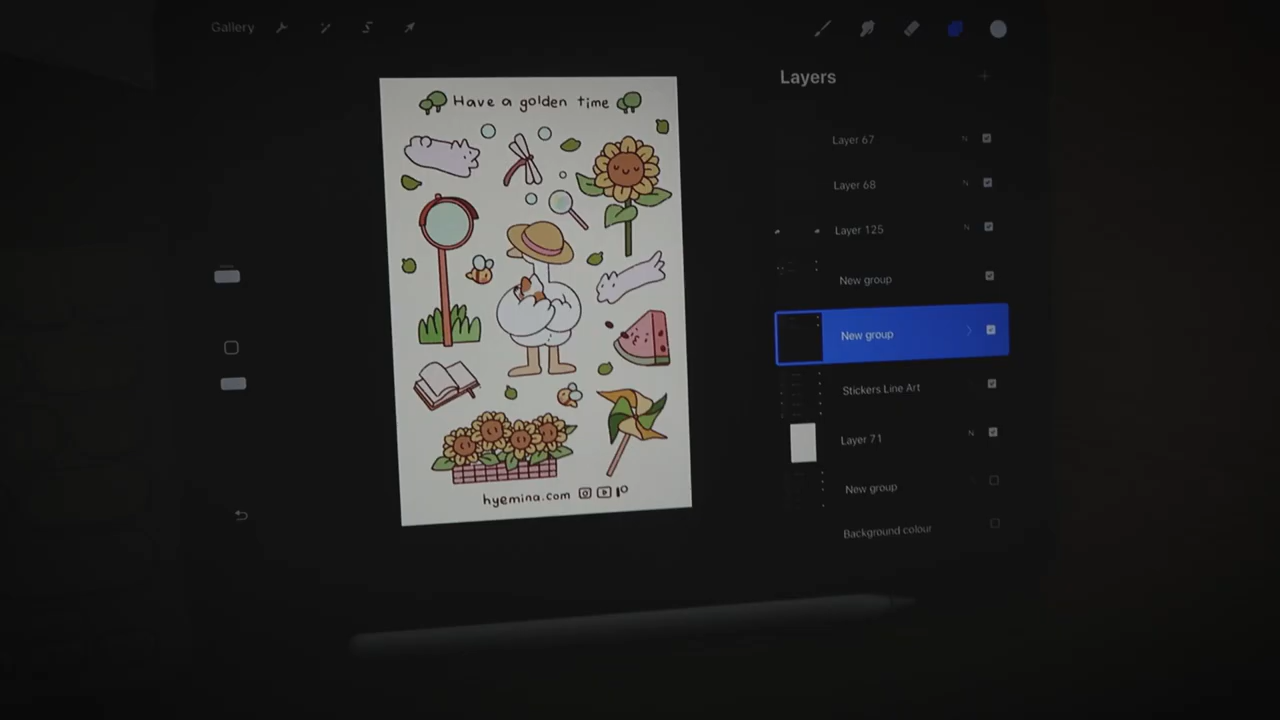 Gallery
Layers
Have a golden time
Layer 67 N
Layer 68 N
Layer 125 N
New group
New group
Stickers Line Art
Layer 71 N
New group
Background colour
hyemina.com